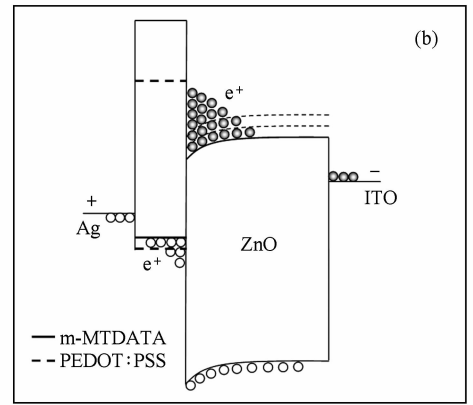 (b)
e⁺
+
Ag
−
ITO
ZnO
e⁺
m-MTDATA
PEDOT:PSS